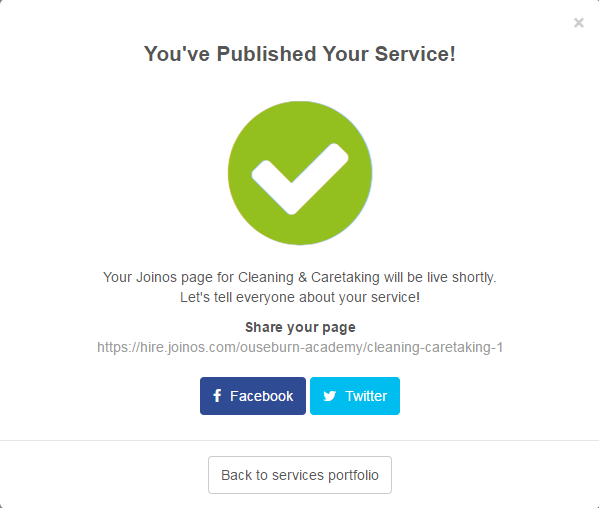 ×
You've Published Your Service!
Your Joinos page for Cleaning & Caretaking will be live shortly.
Let's tell everyone about your service!
Share your page
https://hire.joinos.com/ouseburn-academy/cleaning-caretaking-1
Facebook Twitter
Back to services portfolio